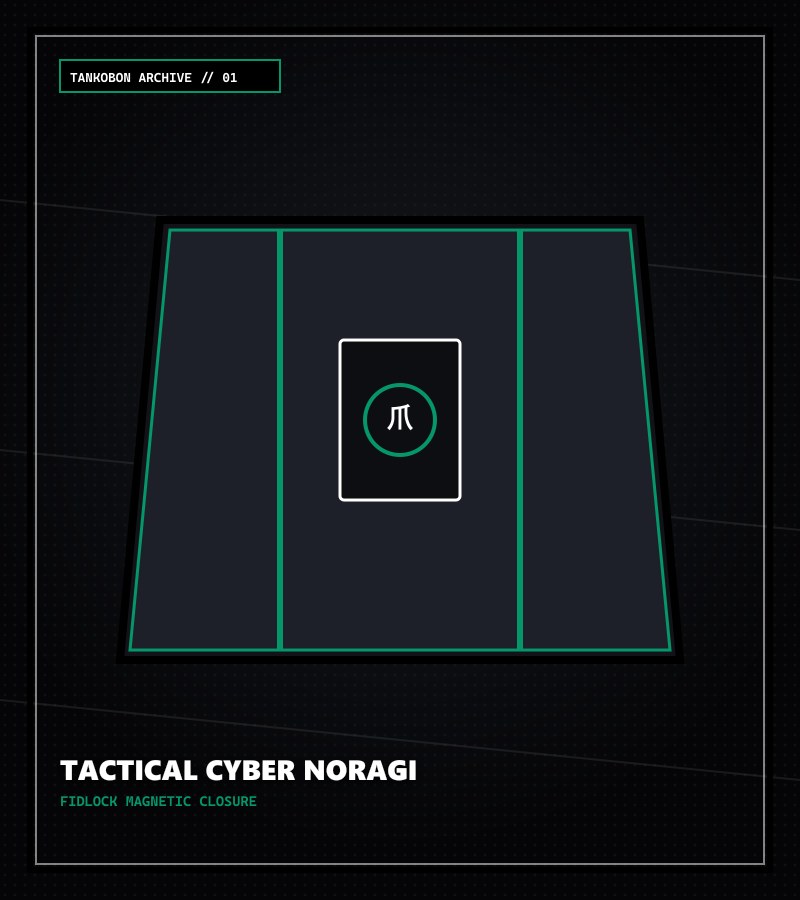 TANKOBON ARCHIVE // 01
爪
TACTICAL CYBER NORAGI
FIDLOCK MAGNETIC CLOSURE